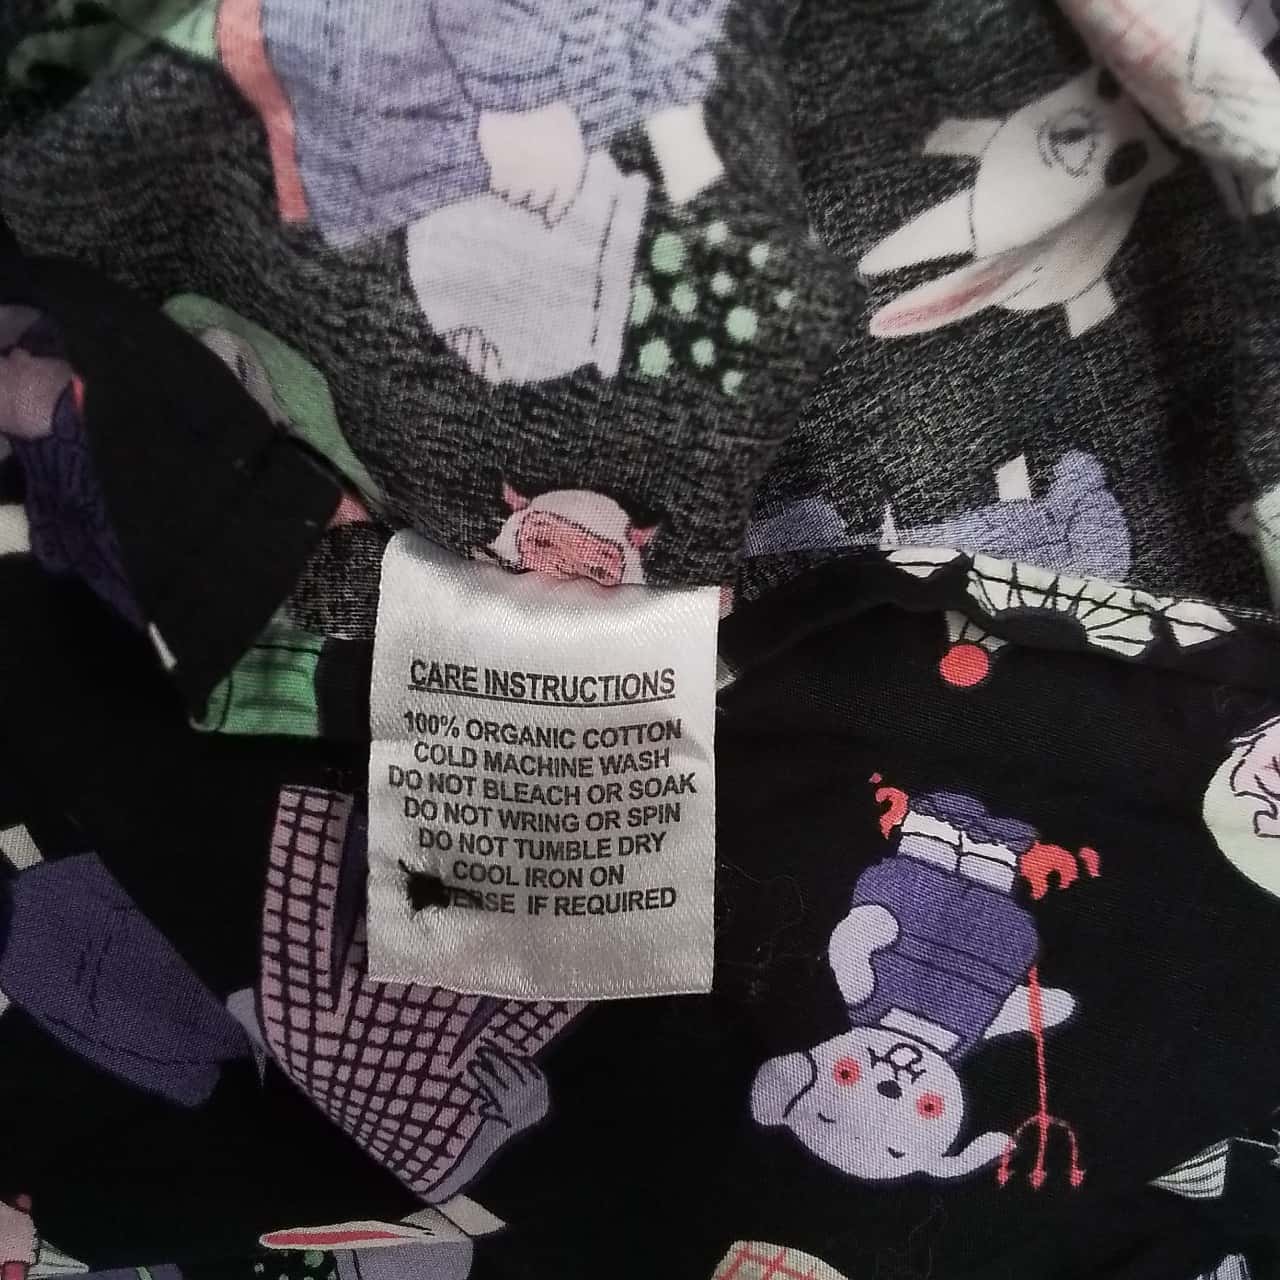 CARE INSTRUCTIONS
100% ORGANIC COTTON
COLD MACHINE WASH
DO NOT BLEACH OR SOAK
DO NOT WRING OR SPIN
DO NOT TUMBLE DRY
COOL IRON ON
IF REQUIRED